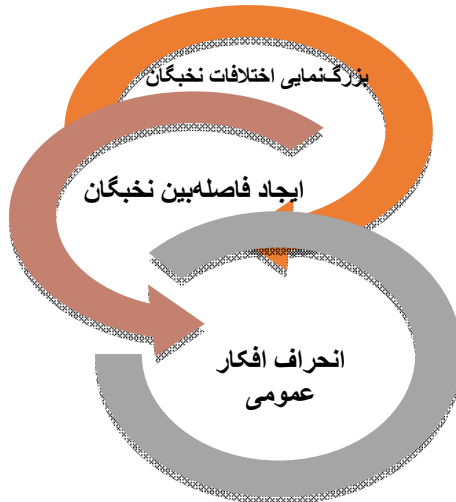 بزرگ‌نمایی اختلافات نخبگان
ایجاد فاصله‌بین نخبگان
انحراف افکار
عمومی